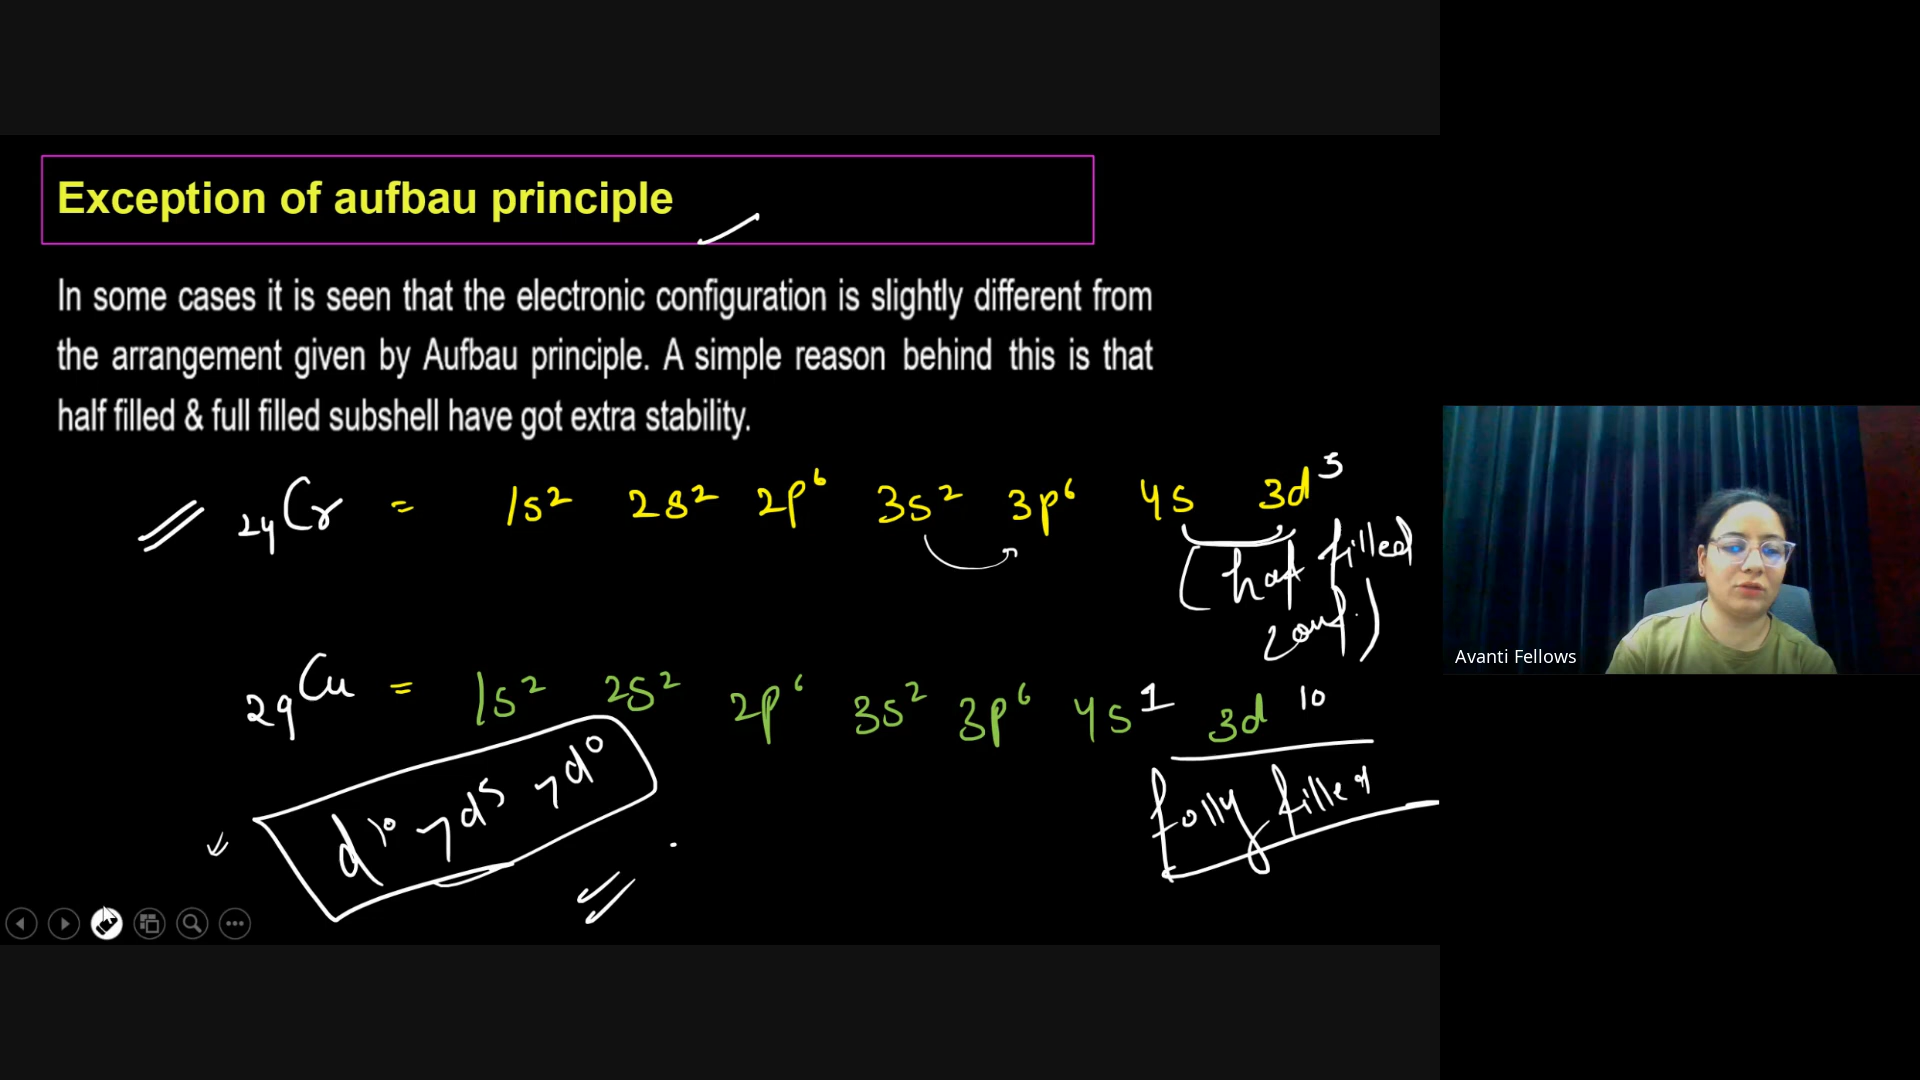 Exception of aufbau principle
In some cases it is seen that the electronic configuration is slightly different from
the arrangement given by Aufbau principle. A simple reason behind this is that
half filled & full filled subshell have got extra stability.
₂₄Cr = 1s² 2s² 2p⁶ 3s² 3p⁶ 4s 3d⁵
(half filled
conf.)
₂₉Cu = 1s² 2s² 2p⁶ 3s² 3p⁶ 4s¹ 3d¹⁰
d¹⁰ > d⁵ > d⁰
fully filled
Avanti Fellows